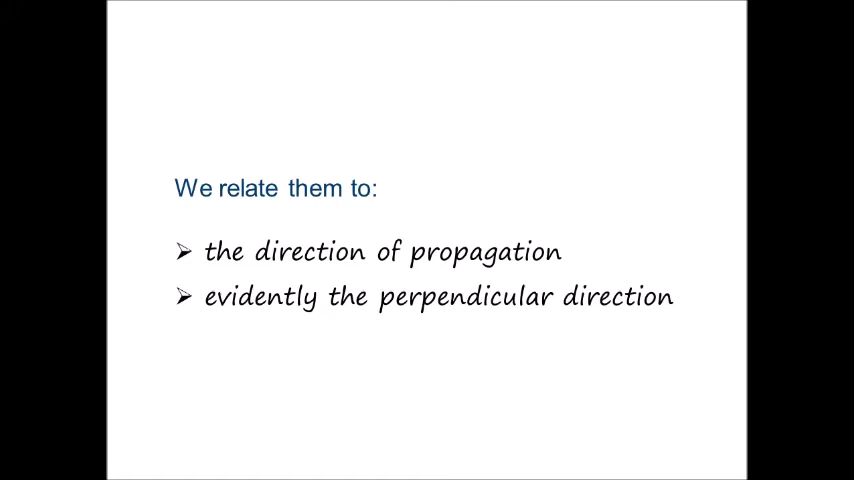 We relate them to:
➢ the direction of propagation
➢ evidently the perpendicular direction